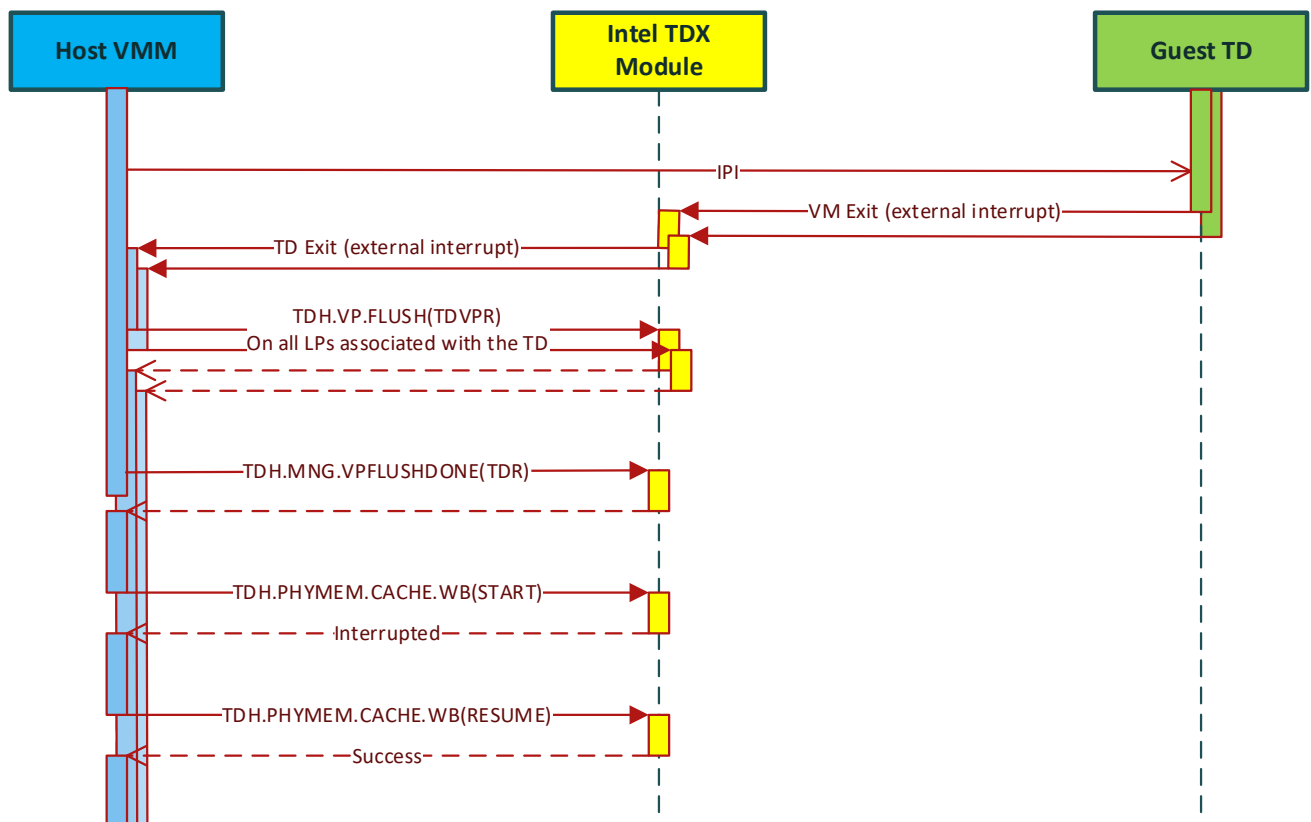 Host VMM
Intel TDX
Module
Guest TD
IPI
VM Exit (external interrupt)
TD Exit (external interrupt)
TDH.VP.FLUSH(TDVPR)
On all LPs associated with the TD
TDH.MNG.VPFLUSHDONE(TDR)
TDH.PHYMEM.CACHE.WB(START)
Interrupted
TDH.PHYMEM.CACHE.WB(RESUME)
Success